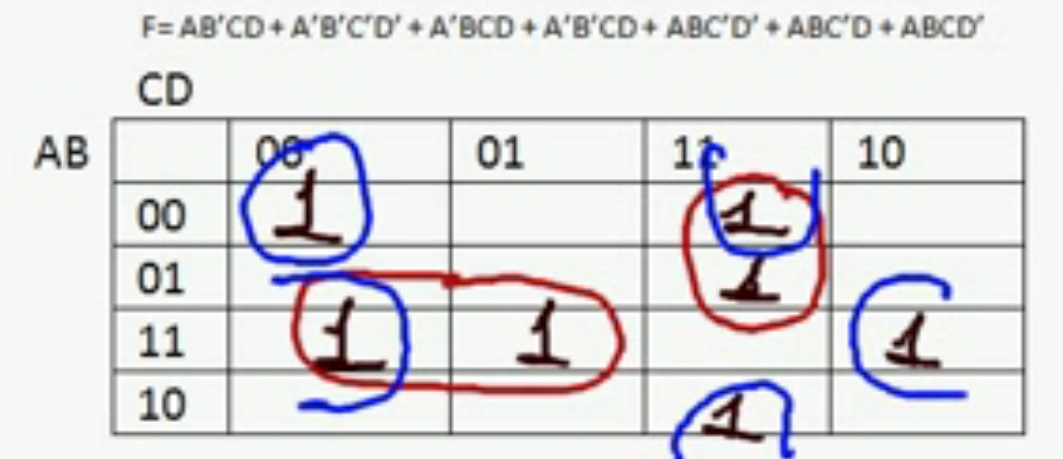 F= AB'CD + A'B'C'D' + A'BCD + A'B'CD + ABC'D' + ABC'D + ABCD'
CD
AB 00 01 11 10
00 1 1
01 1
11 1 1 1
10 1